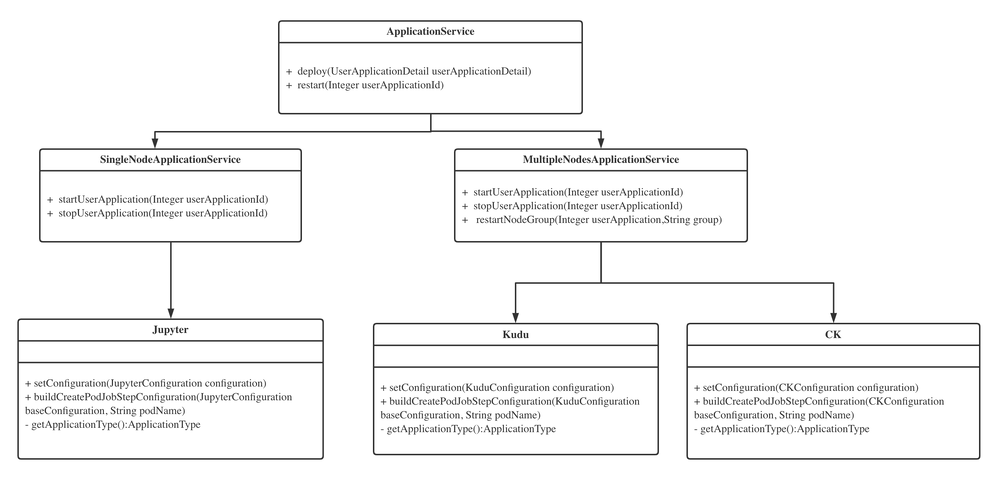 ApplicationService
+ deploy(UserApplicationDetail userApplicationDetail)
+ restart(Integer userApplicationId)
SingleNodeApplicationService
+ startUserApplication(Integer userApplicationId)
+ stopUserApplication(Integer userApplicationId)
MultipleNodesApplicationService
+ startUserApplication(Integer userApplicationId)
+ stopUserApplication(Integer userApplicationId)
+ restartNodeGroup(Integer userApplication,String group)
Jupyter
+ setConfiguration(JupyterConfiguration configuration)
+ buildCreatePodJobStepConfiguration(JupyterConfiguration
baseConfiguration, String podName)
- getApplicationType():ApplicationType
Kudu
+ setConfiguration(KuduConfiguration configuration)
+ buildCreatePodJobStepConfiguration(KuduConfiguration
baseConfiguration, String podName)
- getApplicationType():ApplicationType
CK
+ setConfiguration(CKConfiguration configuration)
+ buildCreatePodJobStepConfiguration(CKConfiguration
baseConfiguration, String podName)
- getApplicationType():ApplicationType